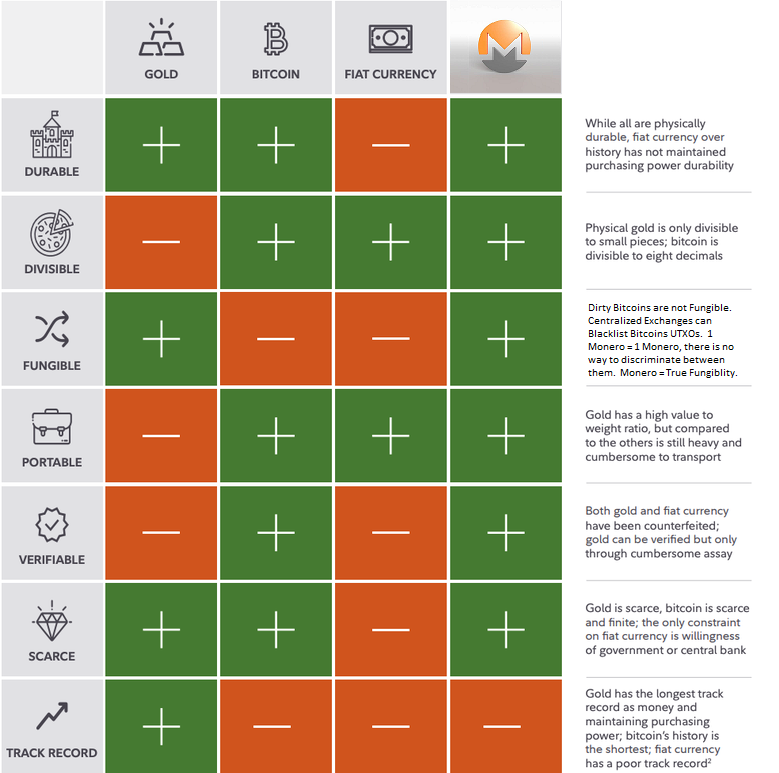 GOLD
BITCOIN
FIAT CURRENCY
DURABLE
While all are physically
durable, fiat currency over
history has not maintained
purchasing power durability
DIVISIBLE
Physical gold is only divisible
to small pieces; bitcoin is
divisible to eight decimals
FUNGIBLE
Dirty Bitcoins are not Fungible.
Centralized Exchanges can
Blacklist Bitcoins UTXOs.  1
Monero = 1 Monero, there is no
way to discriminate between
them.  Monero = True Fungiblity.
PORTABLE
Gold has a high value to
weight ratio, but compared
to the others is still heavy and
cumbersome to transport
VERIFIABLE
Both gold and fiat currency
have been counterfeited;
gold can be verified but only
through cumbersome assay
SCARCE
Gold is scarce, bitcoin is scarce
and finite; the only constraint
on fiat currency is willingness
of government or central bank
TRACK RECORD
Gold has the longest track
record as money and
maintaining purchasing
power; bitcoin's history is
the shortest; fiat currency
has a poor track record²